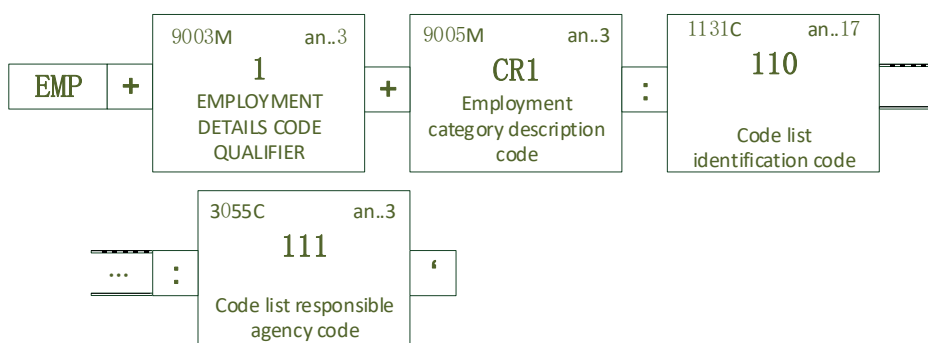 9003M an..3
9005M an..3
1131C an..17
EMP + 1 + CR1 : 110
EMPLOYMENT
DETAILS CODE
QUALIFIER
Employment
category description
code
Code list
identification code
3055C an..3
... : 111 ‘
Code list responsible
agency code